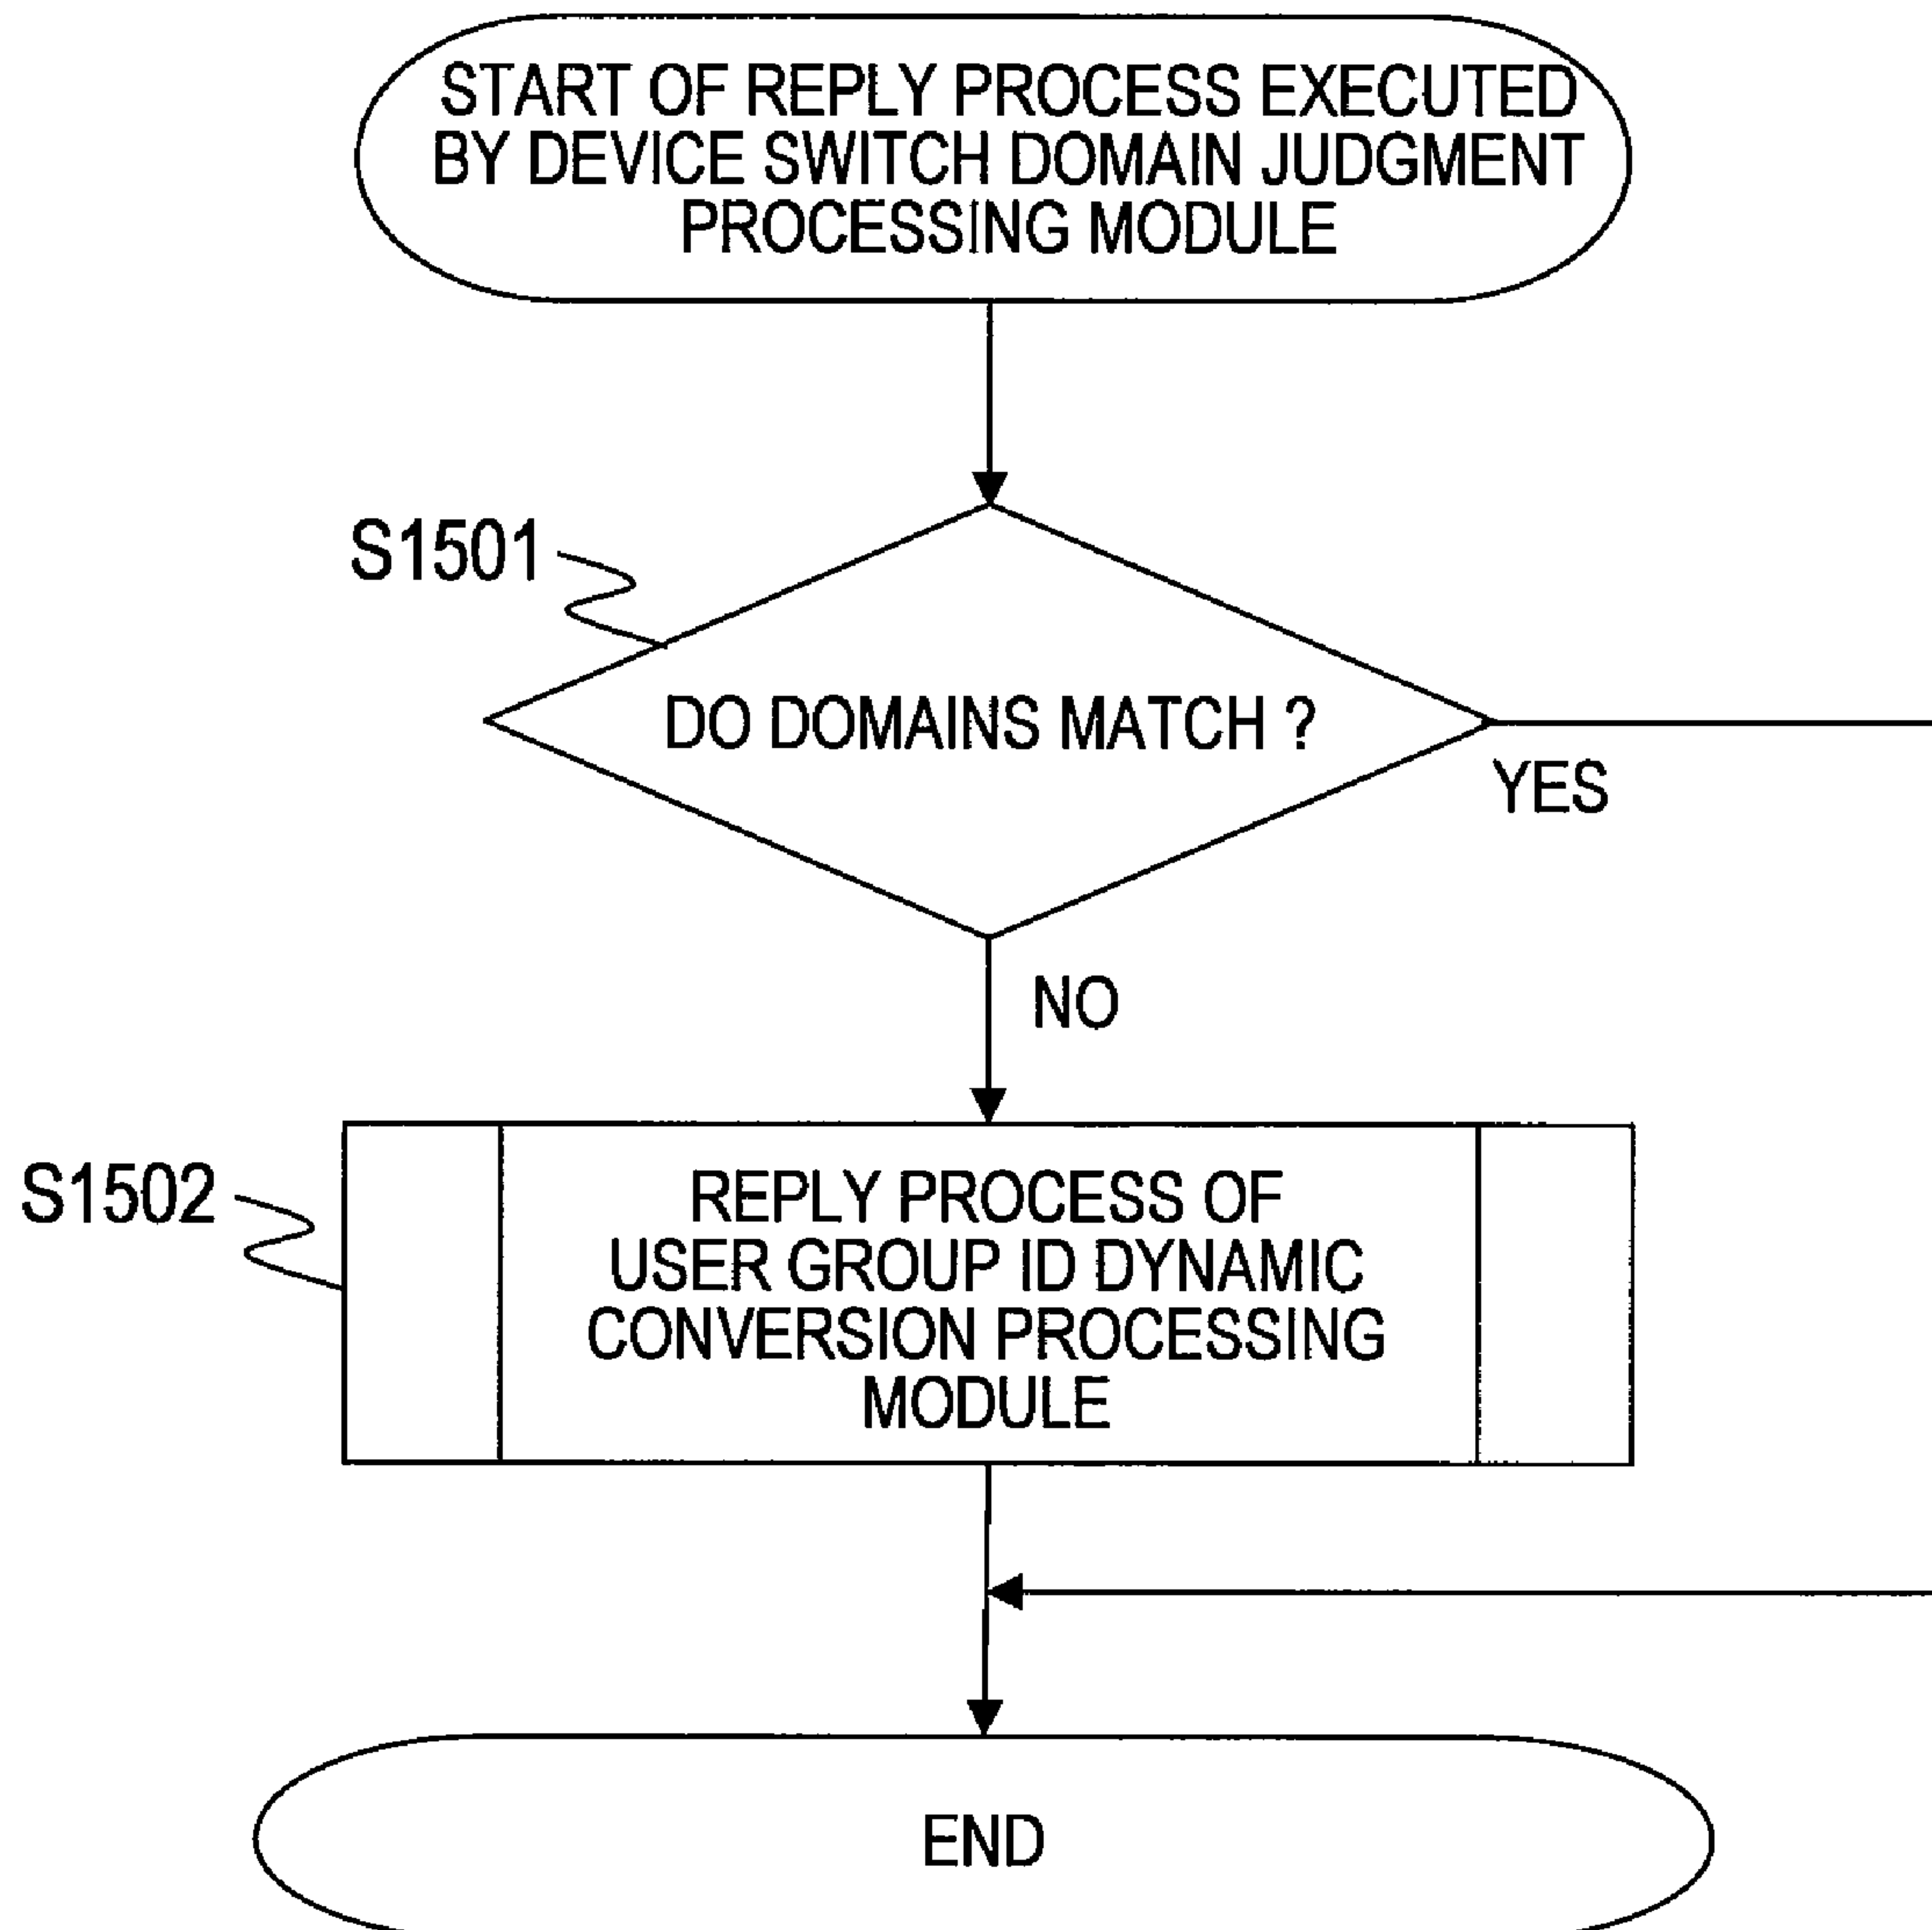 START OF REPLY PROCESS EXECUTED
BY DEVICE SWITCH DOMAIN JUDGMENT
PROCESSING MODULE
S1501
DO DOMAINS MATCH ?
YES
NO
S1502
REPLY PROCESS OF
USER GROUP ID DYNAMIC
CONVERSION PROCESSING
MODULE
END